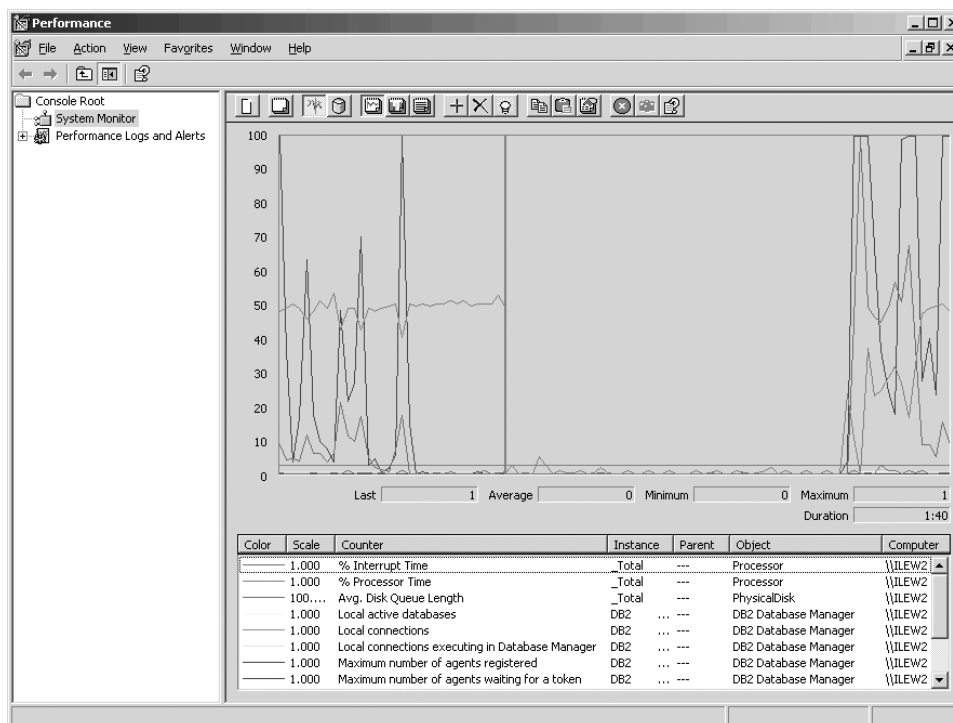 Performance
File Action View Favorites Window Help
Console Root
System Monitor
Performance Logs and Alerts
100
90
80
70
60
50
40
30
20
10
0
Last 1 Average 0 Minimum 0 Maximum 1
Duration 1:40
Color Scale Counter Instance Parent Object Computer
1.000 % Interrupt Time _Total --- Processor \\ILEW2
1.000 % Processor Time _Total --- Processor \\ILEW2
100.... Avg. Disk Queue Length _Total --- PhysicalDisk \\ILEW2
1.000 Local active databases DB2 ... --- DB2 Database Manager \\ILEW2
1.000 Local connections DB2 ... --- DB2 Database Manager \\ILEW2
1.000 Local connections executing in Database Manager DB2 ... --- DB2 Database Manager \\ILEW2
1.000 Maximum number of agents registered DB2 ... --- DB2 Database Manager \\ILEW2
1.000 Maximum number of agents waiting for a token DB2 ... --- DB2 Database Manager \\ILEW2